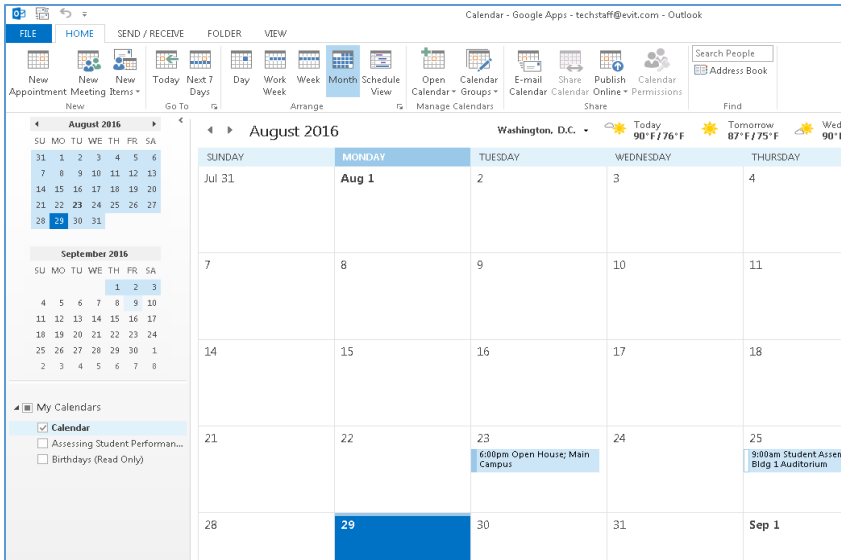 Calendar - Google Apps - techstaff@evit.com - Outlook
FILE HOME SEND / RECEIVE FOLDER VIEW
New Appointment
New Meeting
New Items
New
Today
Next 7 Days
Go To
Day
Work Week
Week
Month
Schedule View
Arrange
Open Calendar
Calendar Groups
Manage Calendars
E-mail Calendar
Share Calendar
Publish Online
Calendar Permissions
Share
Search People
Address Book
Find
August 2016
SU MO TU WE TH FR SA
31 1 2 3 4 5 6
7 8 9 10 11 12 13
14 15 16 17 18 19 20
21 22 23 24 25 26 27
28 29 30 31
September 2016
SU MO TU WE TH FR SA
1 2 3
4 5 6 7 8 9 10
11 12 13 14 15 16 17
18 19 20 21 22 23 24
25 26 27 28 29 30 1
2 3 4 5 6 7 8
My Calendars
Calendar
Assessing Student Performan...
Birthdays (Read Only)
August 2016
Washington, D.C.
Today
90°F/76°F
Tomorrow
87°F/75°F
Wed
90°
SUNDAY MONDAY TUESDAY WEDNESDAY THURSDAY
Jul 31 Aug 1 2 3 4
7 8 9 10 11
14 15 16 17 18
21 22 23 24 25
6:00pm Open House; Main
Campus
9:00am Student Assem
Bldg 1 Auditorium
28 29 30 31 Sep 1